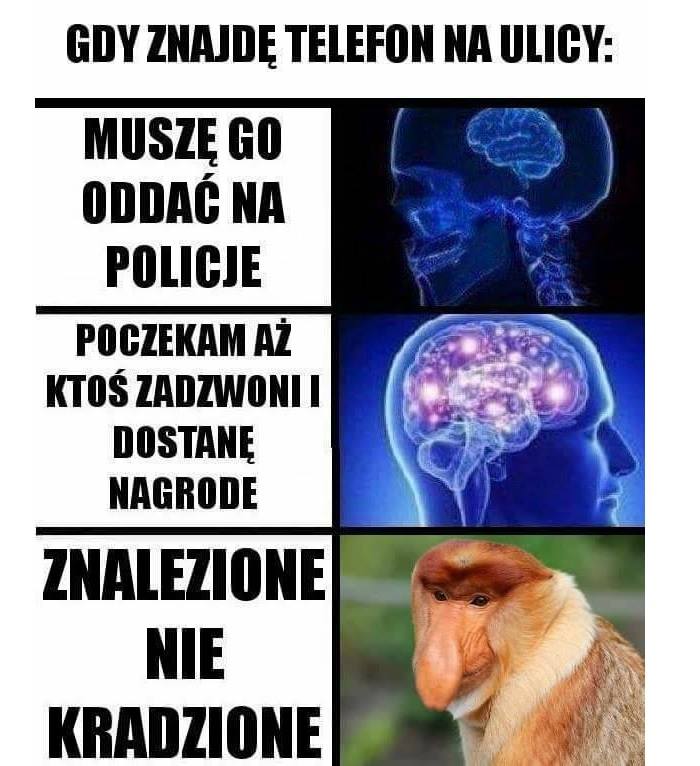 GDY ZNAJDĘ TELEFON NA ULICY:
MUSZĘ GO
ODDAĆ NA
POLICJE
POCZEKAM AŻ
KTOŚ ZADZWONI I
DOSTANĘ
NAGRODE
ZNALEZIONE
NIE
KRADZIONE